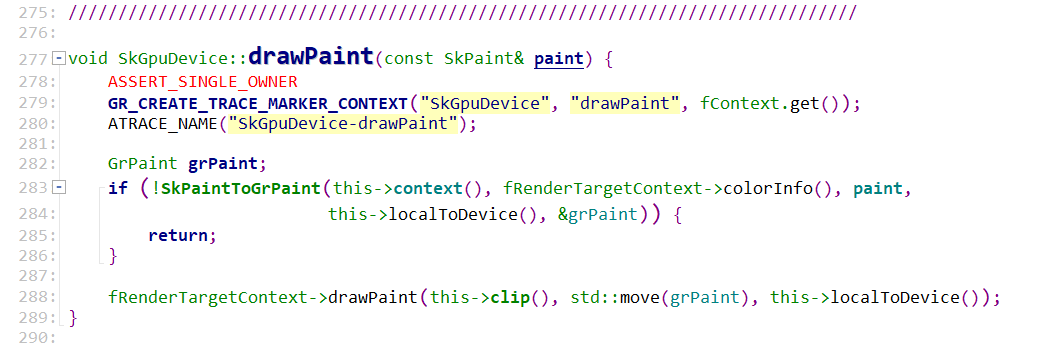 275: ///////////////////////////////////////////////////////////////////////////////
276:
277: void SkGpuDevice::drawPaint(const SkPaint& paint) {
278:     ASSERT_SINGLE_OWNER
279:     GR_CREATE_TRACE_MARKER_CONTEXT("SkGpuDevice", "drawPaint", fContext.get());
280:     ATRACE_NAME("SkGpuDevice-drawPaint");
281:
282:     GrPaint grPaint;
283:     if (!SkPaintToGrPaint(this->context(), fRenderTargetContext->colorInfo(), paint,
284:                           this->localToDevice(), &grPaint)) {
285:         return;
286:     }
287:
288:     fRenderTargetContext->drawPaint(this->clip(), std::move(grPaint), this->localToDevice());
289: }
290: